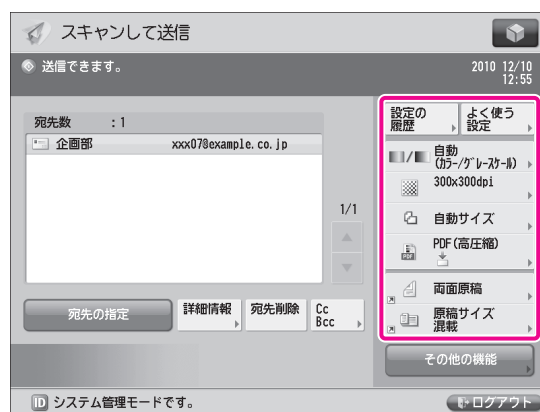 スキャンして送信
送信できます。
2010 12/10
12:55
宛先数 :1
企画部 xxx07@example.co.jp
1/1
宛先の指定
詳細情報
宛先削除
Cc
Bcc
設定の
履歴
よく使う
設定
自動
(ｶﾗｰ/ｸﾞﾚｰｽｹｰﾙ)
300x300dpi
自動サイズ
PDF
PDF(高圧縮)
両面原稿
原稿サイズ
混載
その他の機能
ID システム管理モードです。
ログアウト